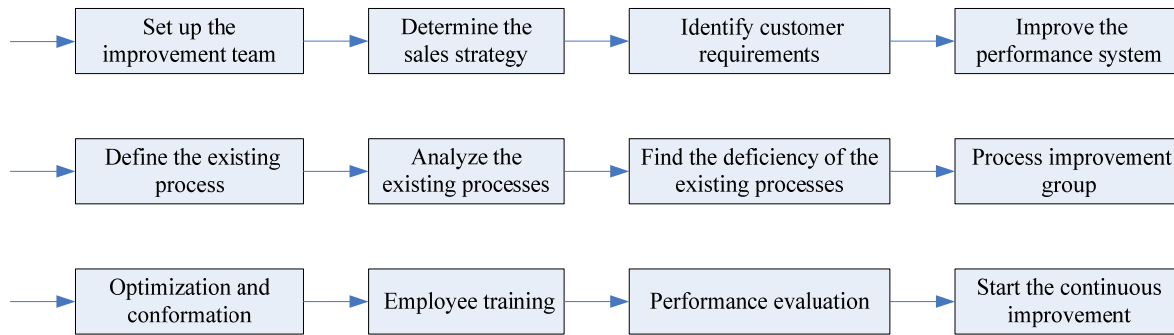 Set up the
improvement team
Determine the
sales strategy
Identify customer
requirements
Improve the
performance system
Define the existing
process
Analyze the
existing processes
Find the deficiency of the
existing processes
Process improvement
group
Optimization and
conformation
Employee training
Performance evaluation
Start the continuous
improvement